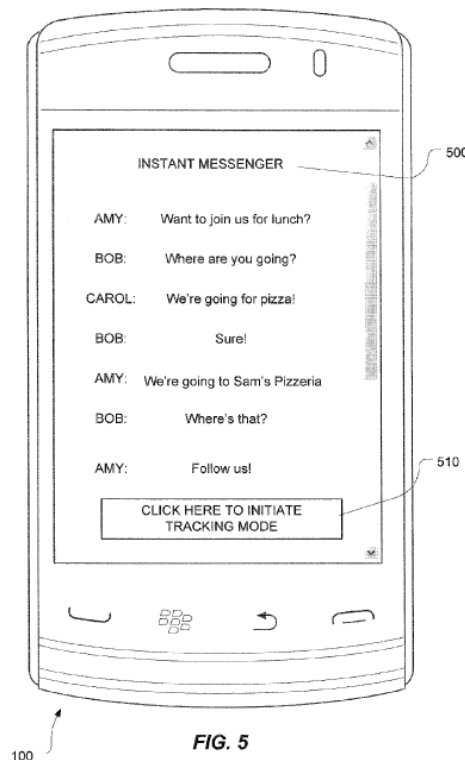 INSTANT MESSENGER
500
AMY: Want to join us for lunch?
BOB: Where are you going?
CAROL: We're going for pizza!
BOB: Sure!
AMY: We're going to Sam's Pizzeria
BOB: Where's that?
AMY: Follow us!
510
CLICK HERE TO INITIATE
TRACKING MODE
FIG. 5
100